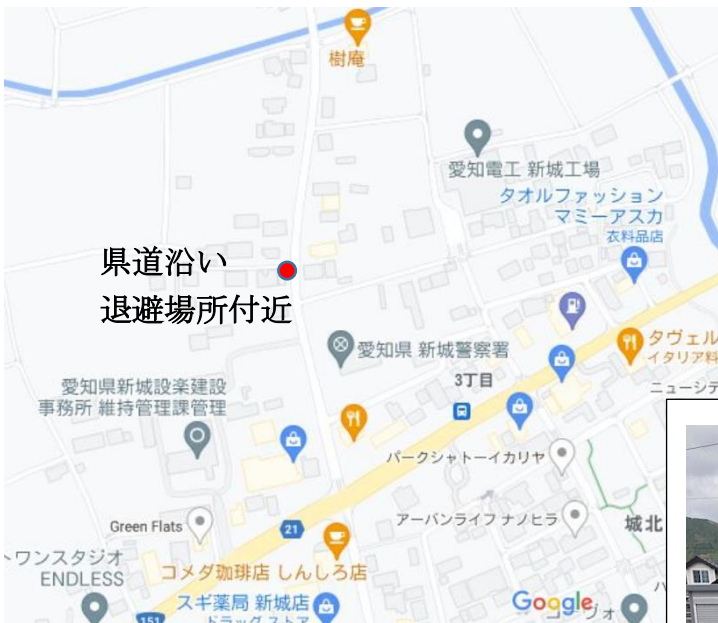 樹庵
愛知電工 新城工場
タオルファッション
マミーアスカ
衣料品店
県道沿い
退避場所付近
愛知県 新城警察署
タヴェル
イタリア料
3丁目
ニューシテ
愛知県新城設楽建設
事務所 維持管理課管理
パークシャトーイカリヤ
Green Flats
21
アーバンライフ ナノヒラ
城北
トワンスタジオ
ENDLESS
コメダ珈琲店 しんしろ店
スギ薬局 新城店
ドラッグストア
151
Google